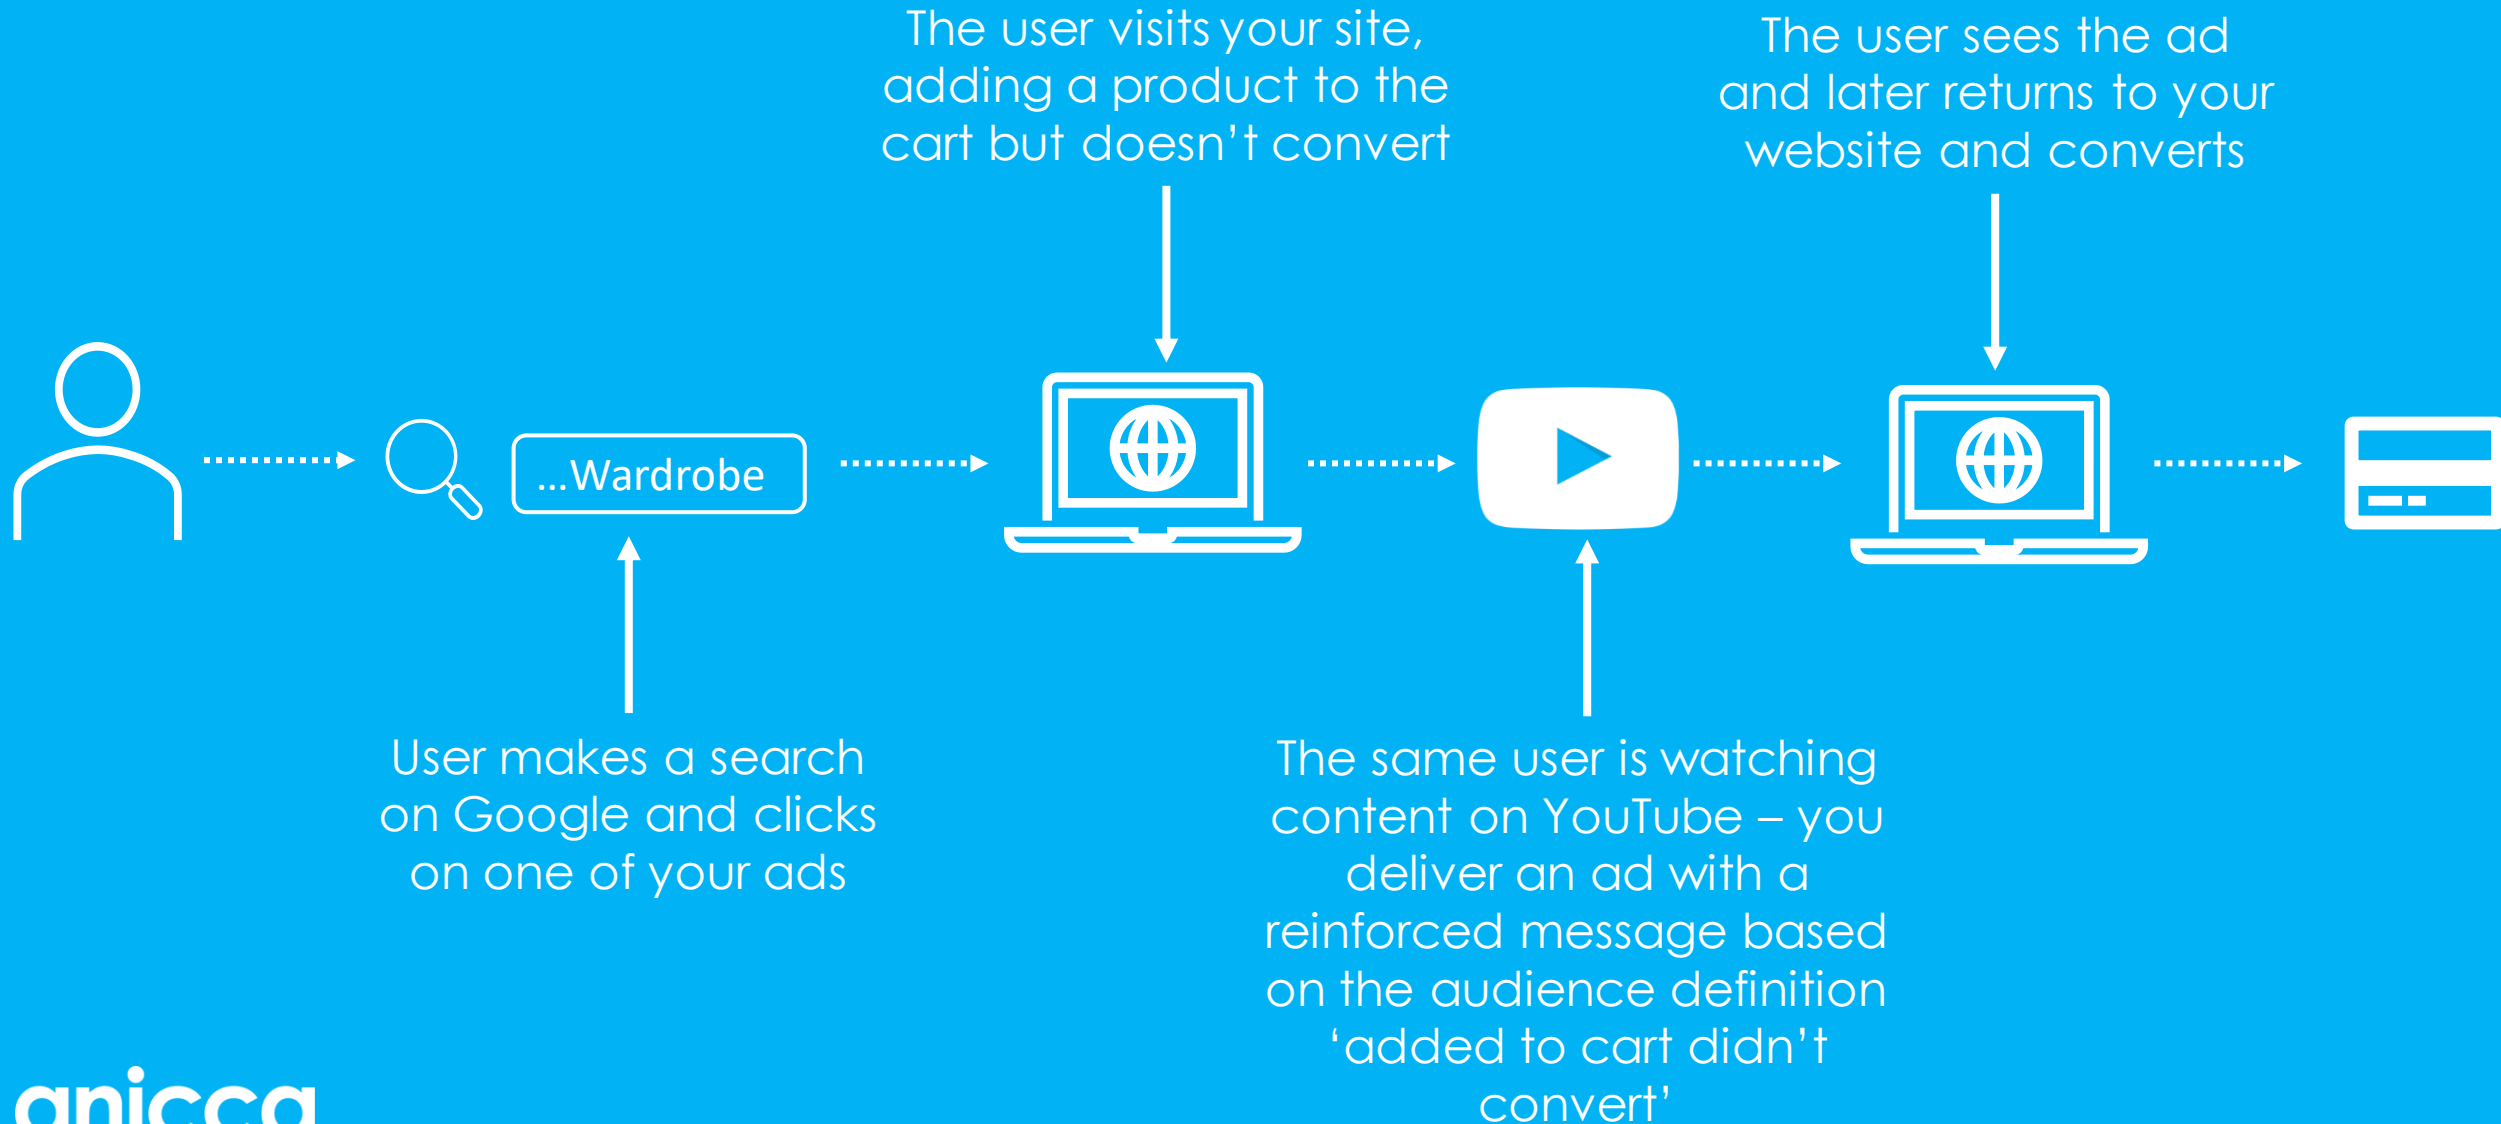 The user visits your site,
adding a product to the
cart but doesn’t convert
The user sees the ad
and later returns to your
website and converts
...Wardrobe
User makes a search
on Google and clicks
on one of your ads
The same user is watching
content on YouTube – you
deliver an ad with a
reinforced message based
on the audience definition
‘added to cart didn’t
convert’
anicca